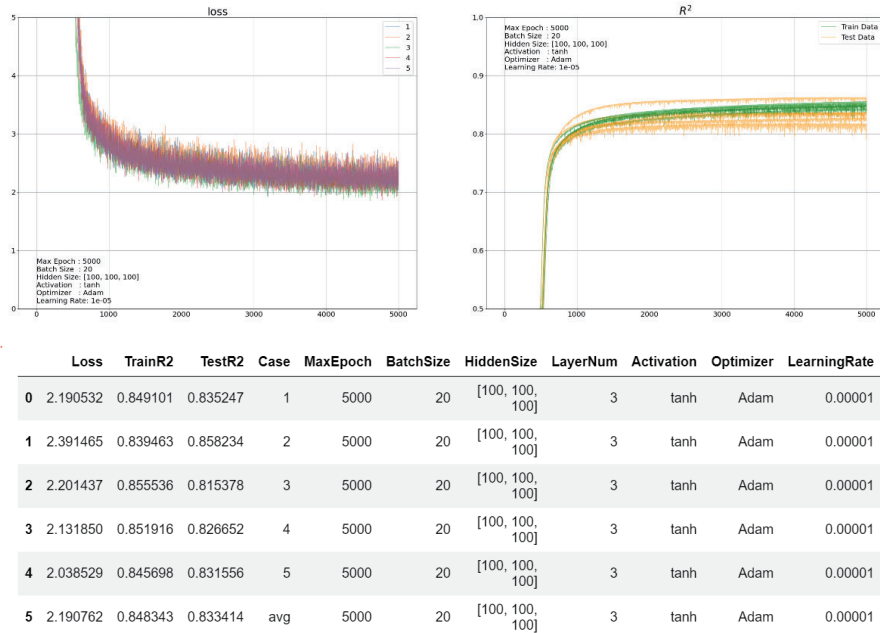 loss
5
4
3
2
1
0
0 1000 2000 3000 4000 5000
1
2
3
4
5
Max Epoch : 5000
Batch Size : 20
Hidden Size: [100, 100, 100]
Activation : tanh
Optimizer : Adam
Learning Rate: 1e-05
R²
1.0
0.9
0.8
0.7
0.6
0.5
0 1000 2000 3000 4000 5000
Max Epoch : 5000
Batch Size : 20
Hidden Size: [100, 100, 100]
Activation : tanh
Optimizer : Adam
Learning Rate: 1e-05
Train Data
Test Data
Loss TrainR2 TestR2 Case MaxEpoch BatchSize HiddenSize LayerNum Activation Optimizer LearningRate
0 2.190532 0.849101 0.835247 1 5000 20 [100, 100, 100] 3 tanh Adam 0.00001
1 2.391465 0.839463 0.858234 2 5000 20 [100, 100, 100] 3 tanh Adam 0.00001
2 2.201437 0.855536 0.815378 3 5000 20 [100, 100, 100] 3 tanh Adam 0.00001
3 2.131850 0.851916 0.826652 4 5000 20 [100, 100, 100] 3 tanh Adam 0.00001
4 2.038529 0.845698 0.831556 5 5000 20 [100, 100, 100] 3 tanh Adam 0.00001
5 2.190762 0.848343 0.833414 avg 5000 20 [100, 100, 100] 3 tanh Adam 0.00001